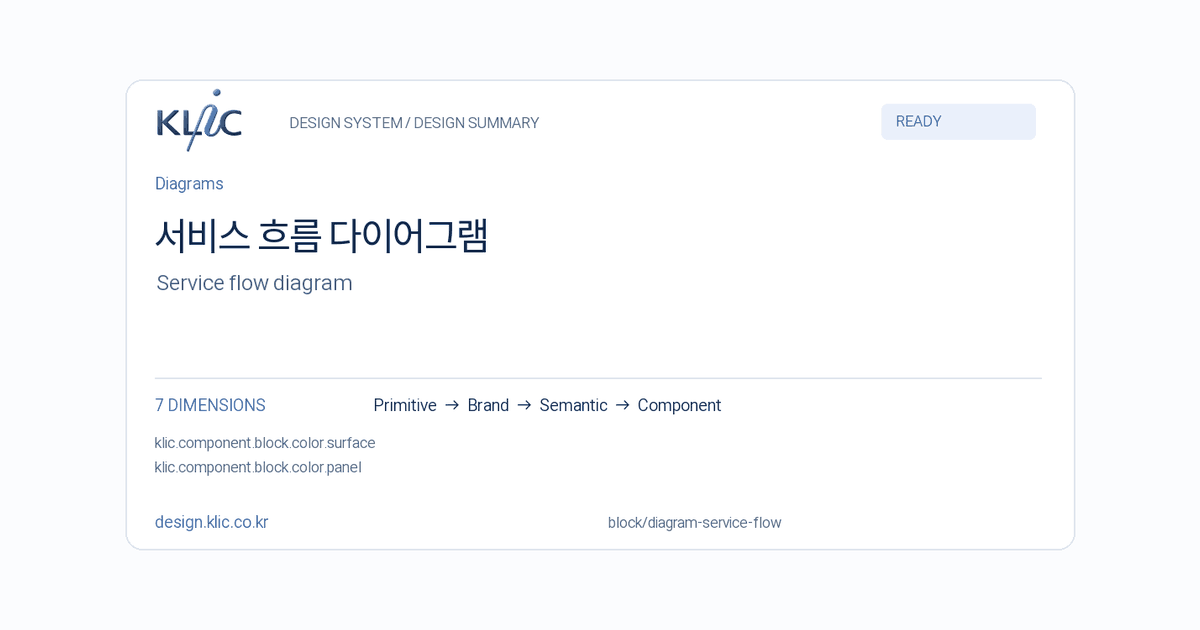 KLiC
DESIGN SYSTEM / DESIGN SUMMARY
READY
Diagrams
서비스 흐름 다이어그램
Service flow diagram
7 DIMENSIONS
Primitive → Brand → Semantic → Component
klic.component.block.color.surface
klic.component.block.color.panel
design.klic.co.kr
block/diagram-service-flow